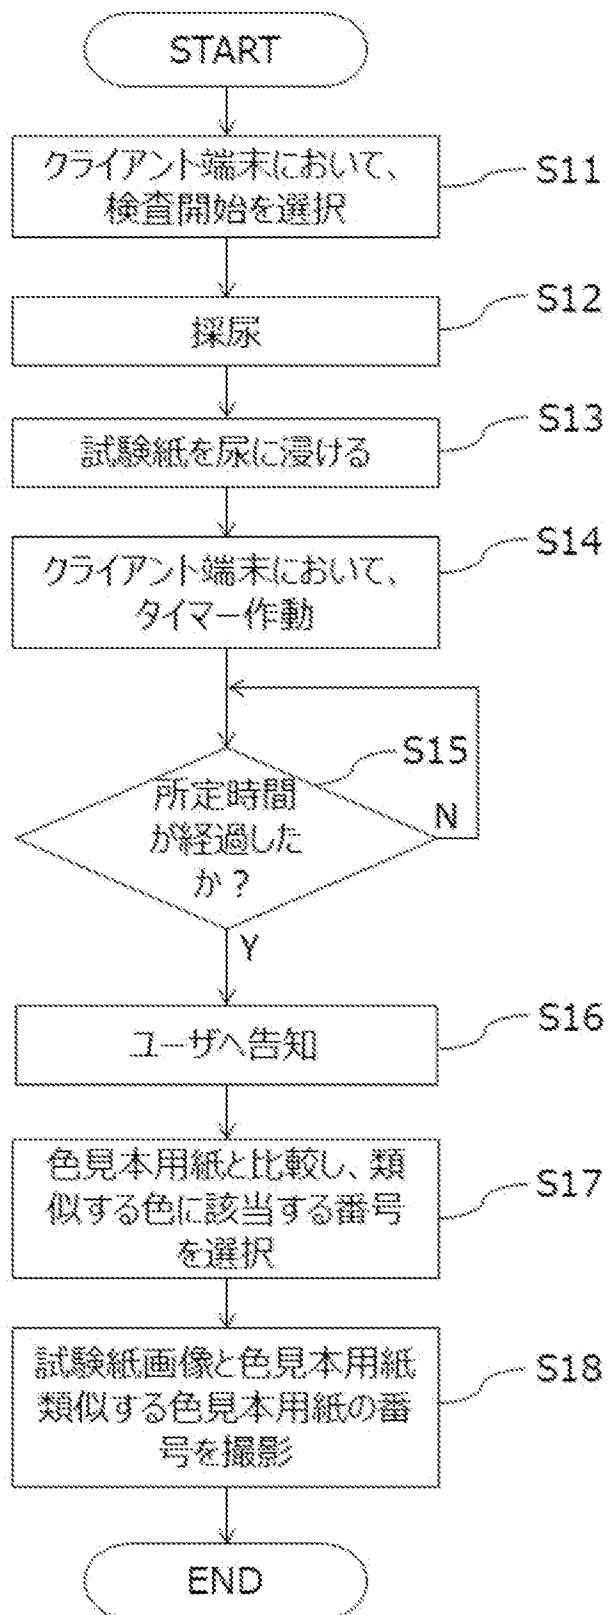 START
クライアント端末において、
検査開始を選択
S11
採尿
S12
試験紙を尿に浸ける
S13
クライアント端末において、
タイマー作動
S14
所定時間
が経過した
か?
S15
N
Y
ユーザへ告知
S16
色見本用紙と比較し、類
似する色に該当する番号
を選択
S17
試験紙画像と色見本用紙
類似する色見本用紙の番
号を撮影
S18
END